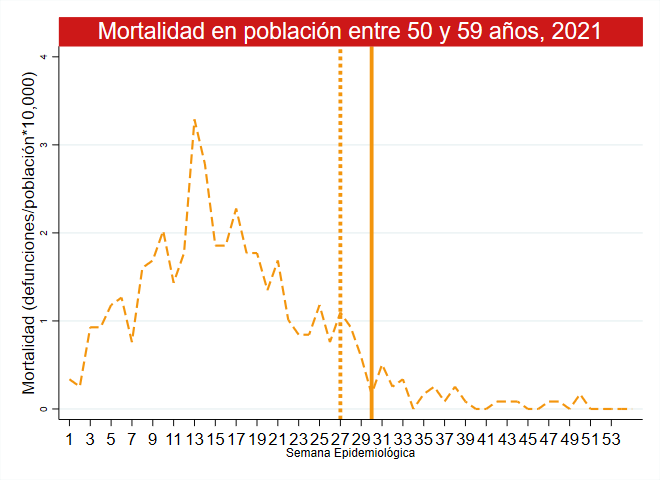 Mortalidad en población entre 50 y 59 años, 2021
Mortalidad (defunciones/población*10,000)
4
3
2
1
0
1 3 5 7 9 11 13 15 17 19 21 23 25 27 29 31 33 35 37 39 41 43 45 47 49 51 53
Semana Epidemiológica